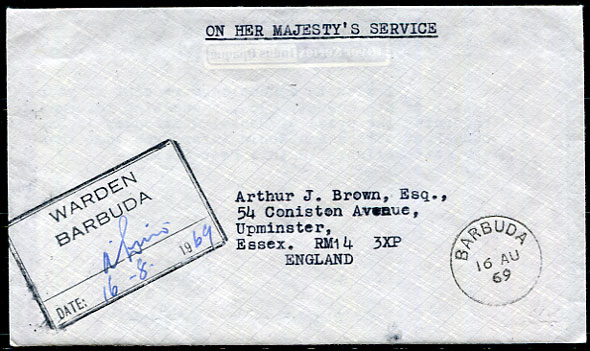 ON HER MAJESTY'S SERVICE
WARDEN
BARBUDA
1969
DATE: 16-8.
Arthur J. Brown, Esq.,
54 Coniston Avenue,
Upminster,
Essex. RM14 3XP
ENGLAND
BARBUDA
16 AU
69